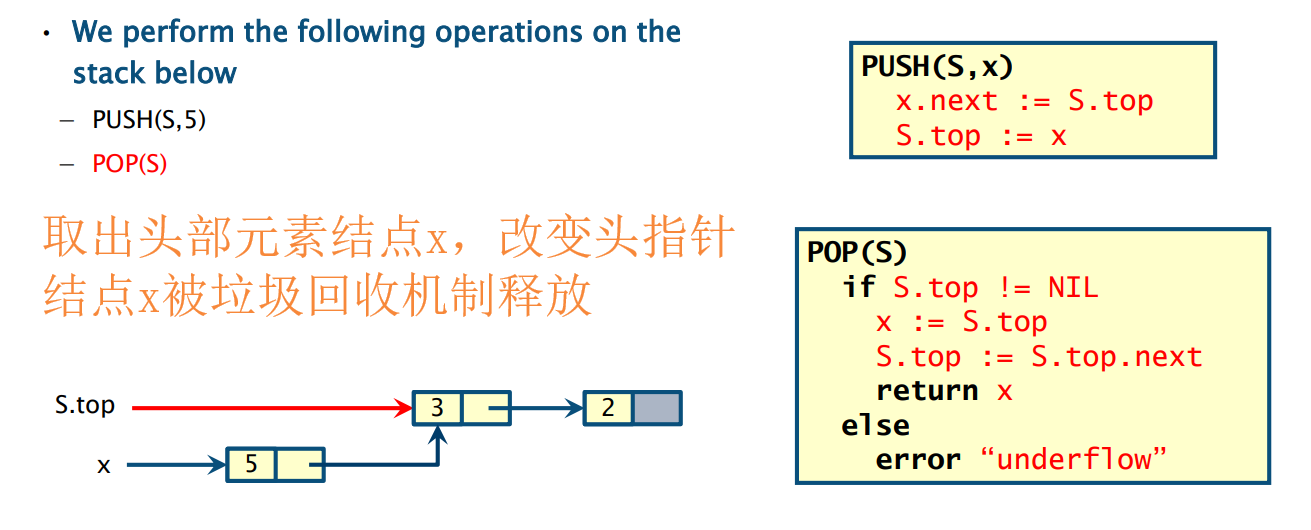 • We perform the following operations on the
stack below
– PUSH(S,5)
– POP(S)
取出头部元素结点x，改变头指针
结点x被垃圾回收机制释放
S.top
3
2
x
5
PUSH(S,x)
x.next := S.top
S.top := x
POP(S)
if S.top != NIL
x := S.top
S.top := S.top.next
return x
else
error “underflow”